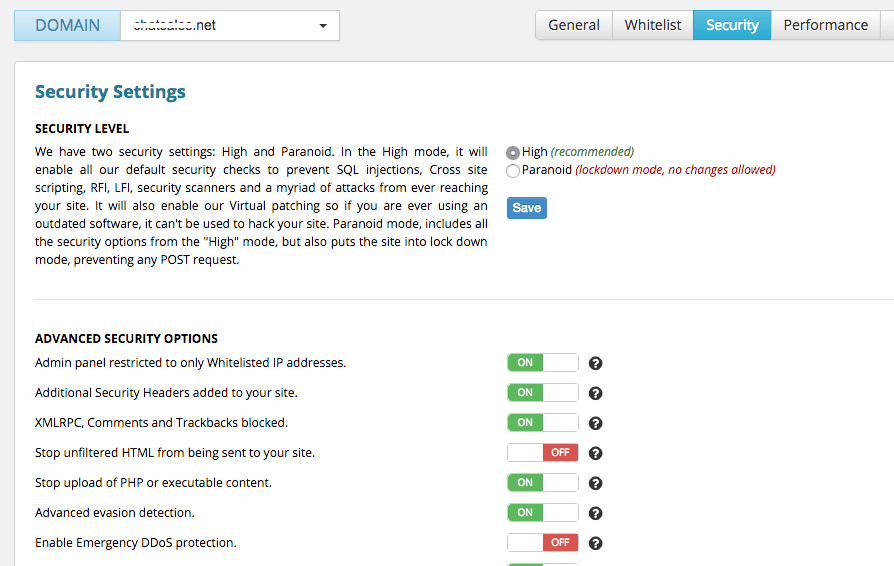 DOMAIN .net General Whitelist Security Performance
Security Settings
SECURITY LEVEL
We have two security settings: High and Paranoid. In the High mode, it will
enable all our default security checks to prevent SQL injections, Cross site
scripting, RFI, LFI, security scanners and a myriad of attacks from ever reaching
your site. It will also enable our Virtual patching so if you are ever using an
outdated software, it can't be used to hack your site. Paranoid mode, includes all
the security options from the "High" mode, but also puts the site into lock down
mode, preventing any POST request.
High (recommended)
Paranoid (lockdown mode, no changes allowed)
Save
ADVANCED SECURITY OPTIONS
Admin panel restricted to only Whitelisted IP addresses. ON ?
Additional Security Headers added to your site. ON ?
XMLRPC, Comments and Trackbacks blocked. ON ?
Stop unfiltered HTML from being sent to your site. OFF ?
Stop upload of PHP or executable content. ON ?
Advanced evasion detection. ON ?
Enable Emergency DDoS protection. OFF ?